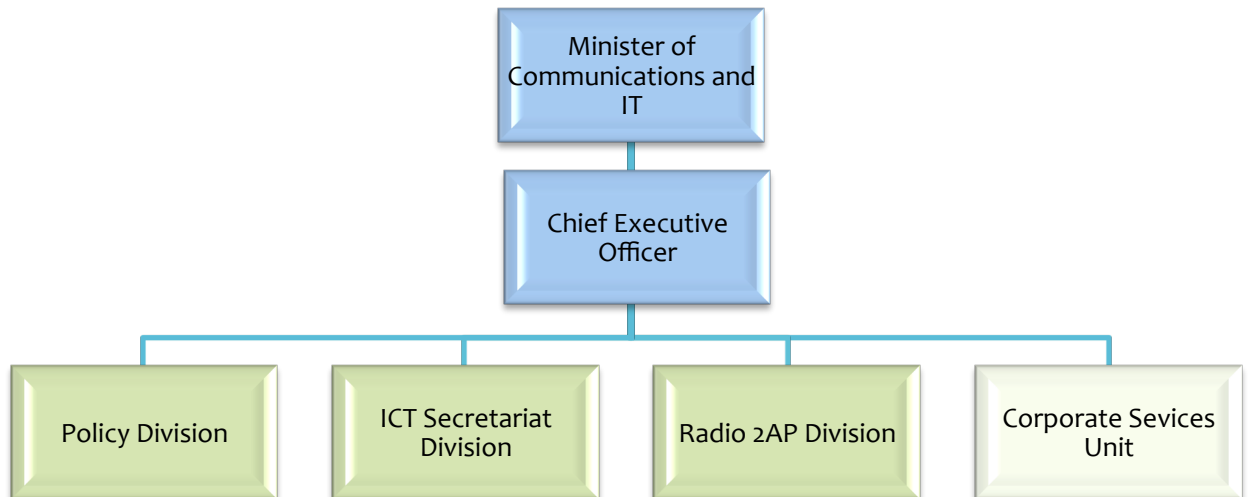 Minister of
Communications and
IT
Chief Executive
Officer
Policy Division
ICT Secretariat
Division
Radio 2AP Division
Corporate Sevices
Unit